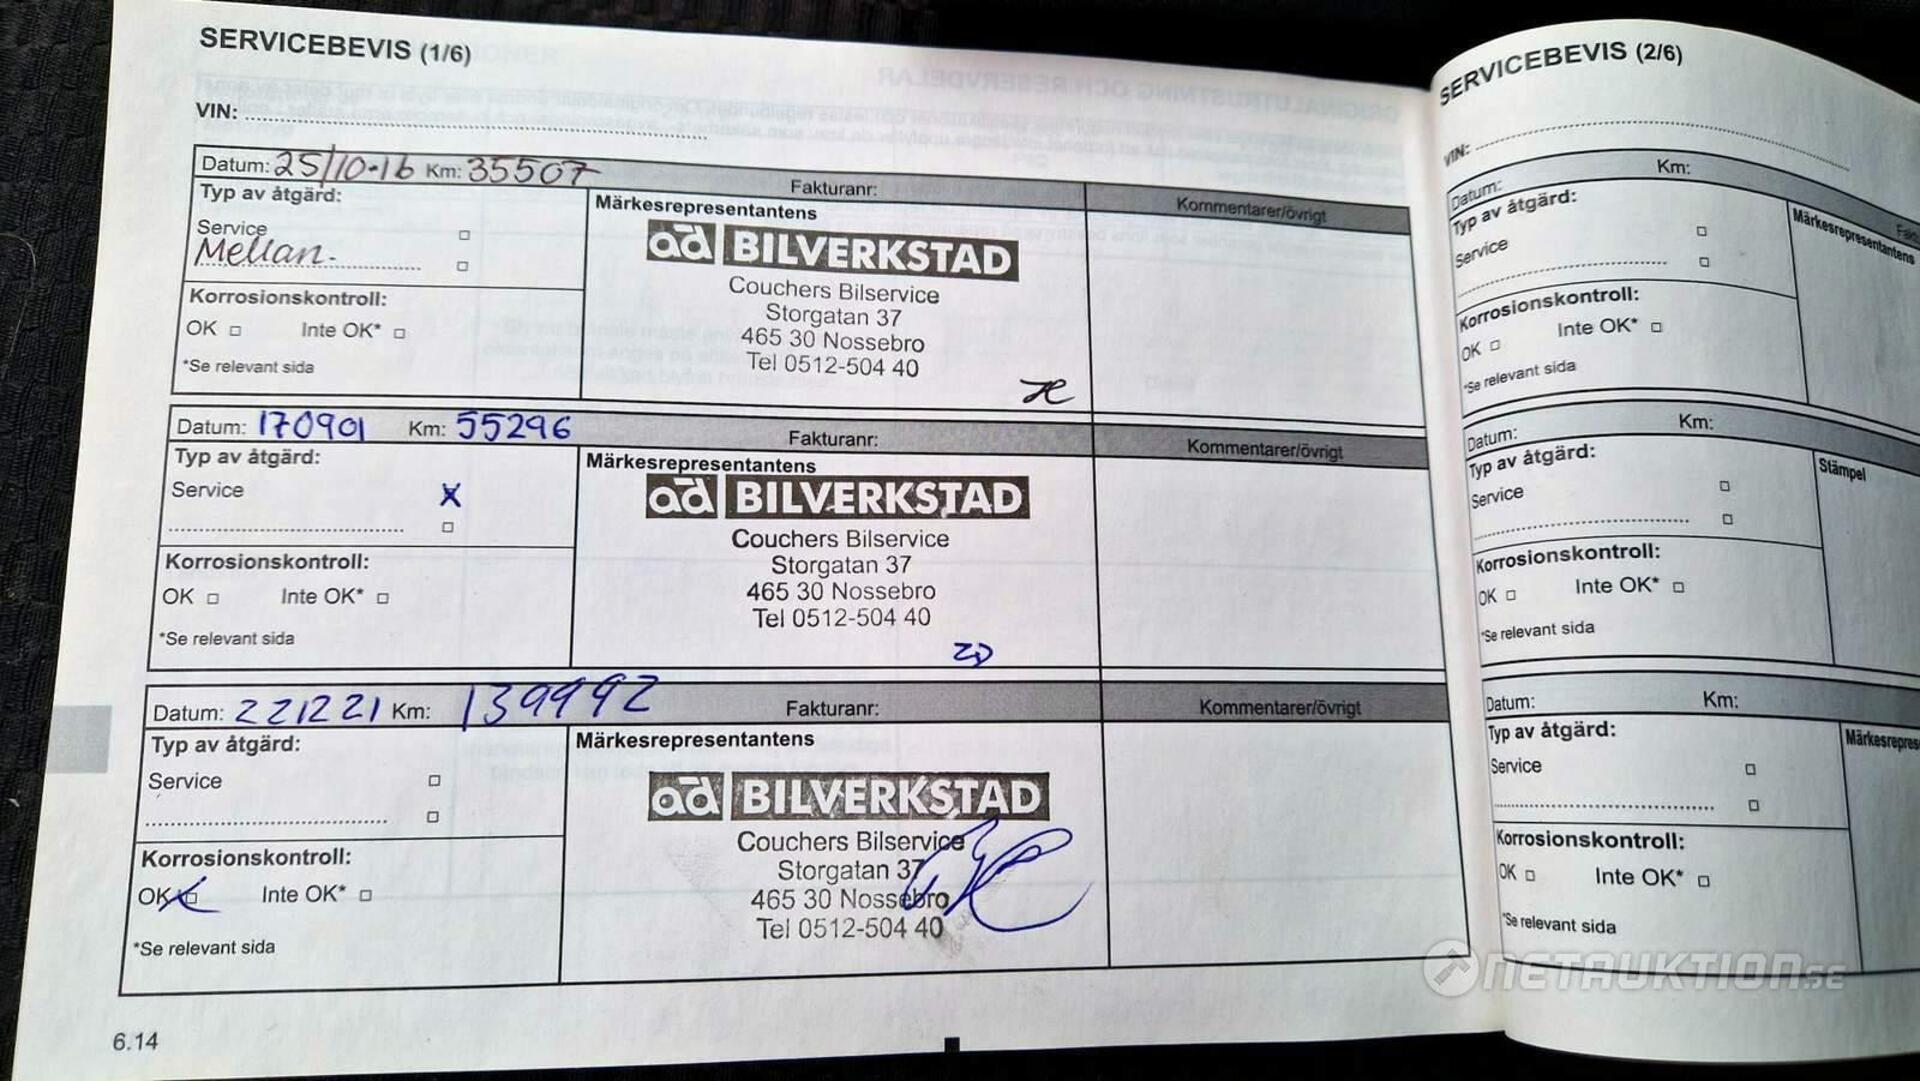 SERVICEBEVIS (1/6)
VIN:
Datum: 25/10-16 Km: 35507
Fakturanr:
Kommentarer/övrigt
Typ av åtgärd:
Service
Mellan-
Korrosionskontroll:
OK Inte OK*
*Se relevant sida
Märkesrepresentantens
ad BILVERKSTAD
Couchers Bilservice
Storgatan 37
465 30 Nossebro
Tel 0512-504 40
Datum: 170901 Km: 55296
Fakturanr:
Kommentarer/övrigt
Typ av åtgärd:
Service X
Korrosionskontroll:
OK Inte OK*
*Se relevant sida
Märkesrepresentantens
ad BILVERKSTAD
Couchers Bilservice
Storgatan 37
465 30 Nossebro
Tel 0512-504 40
Datum: 221221 Km: 139992
Fakturanr:
Kommentarer/övrigt
Typ av åtgärd:
Service
Korrosionskontroll:
OK Inte OK*
*Se relevant sida
Märkesrepresentantens
ad BILVERKSTAD
Couchers Bilservice
Storgatan 37
465 30 Nossebro
Tel 0512-504 40
6.14
SERVICEBEVIS (2/6)
VIN:
Datum: Km:
Typ av åtgärd:
Service
Korrosionskontroll:
OK Inte OK*
*Se relevant sida
Märkesrepresentantens
Datum: Km:
Typ av åtgärd:
Service
Korrosionskontroll:
OK Inte OK*
*Se relevant sida
Stämpel
Datum: Km:
Typ av åtgärd:
Service
Korrosionskontroll:
OK Inte OK*
*Se relevant sida
Märkesrepres
NETAUKTION.SE